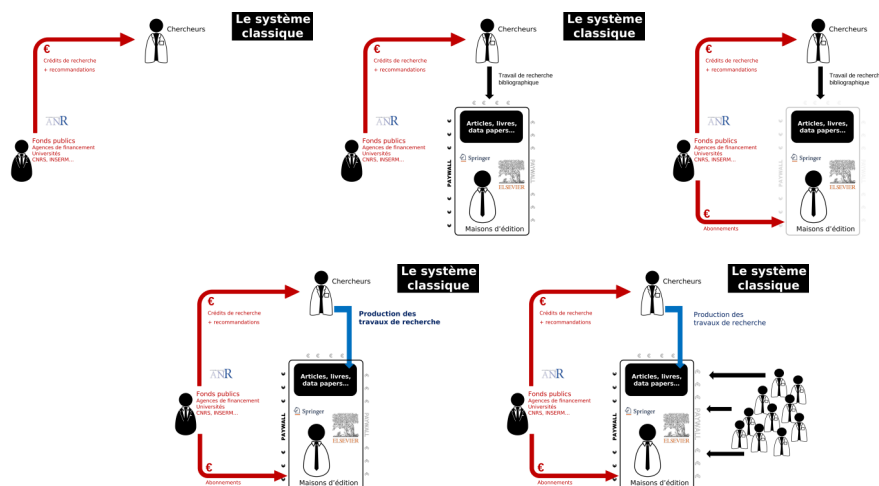 Le système
classique
Chercheurs
€
Crédits de recherche
+ recommandations
ANR
Fonds publics
Agences de financement
Universités
CNRS, INSERM...
Le système
classique
Chercheurs
€
Crédits de recherche
+ recommandations
Travail de recherche
bibliographique
€ € € €
ANR
Articles, livres,
data papers...
Fonds publics
Agences de financement
Universités
CNRS, INSERM...
Springer
PAYWALL
PAYWALL
ELSEVIER
Maisons d'édition
Chercheurs
€
Crédits de recherche
+ recommandations
Travail de recherche
bibliographique
ANR
Articles, livres,
data papers...
Fonds publics
Agences de financement
Universités
CNRS, INSERM...
Springer
PAYWALL
ELSEVIER
€
Abonnements
Maisons d'édition
Le système
classique
Chercheurs
€
Crédits de recherche
+ recommandations
Production des
travaux de recherche
€ € € €
ANR
Articles, livres,
data papers...
Fonds publics
Agences de financement
Universités
CNRS, INSERM...
Springer
PAYWALL
PAYWALL
ELSEVIER
€
Abonnements
Maisons d'édition
Le système
classique
Chercheurs
€
Crédits de recherche
+ recommandations
Production des
travaux de recherche
€ € € €
ANR
Articles, livres,
data papers...
Fonds publics
Agences de financement
Universités
CNRS, INSERM...
Springer
PAYWALL
PAYWALL
ELSEVIER
€
Abonnements
Maisons d'édition